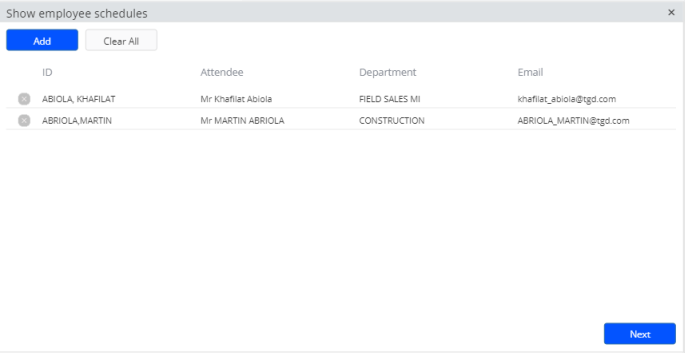 Show employee schedules
Add Clear All
ID Attendee Department Email
ABIOLA, KHAFILAT Mr Khafilat Abiola FIELD SALES MI khafilat_abiola@tgd.com
ABRIOLA,MARTIN Mr MARTIN ABRIOLA CONSTRUCTION ABRIOLA_MARTIN@tgd.com
Next